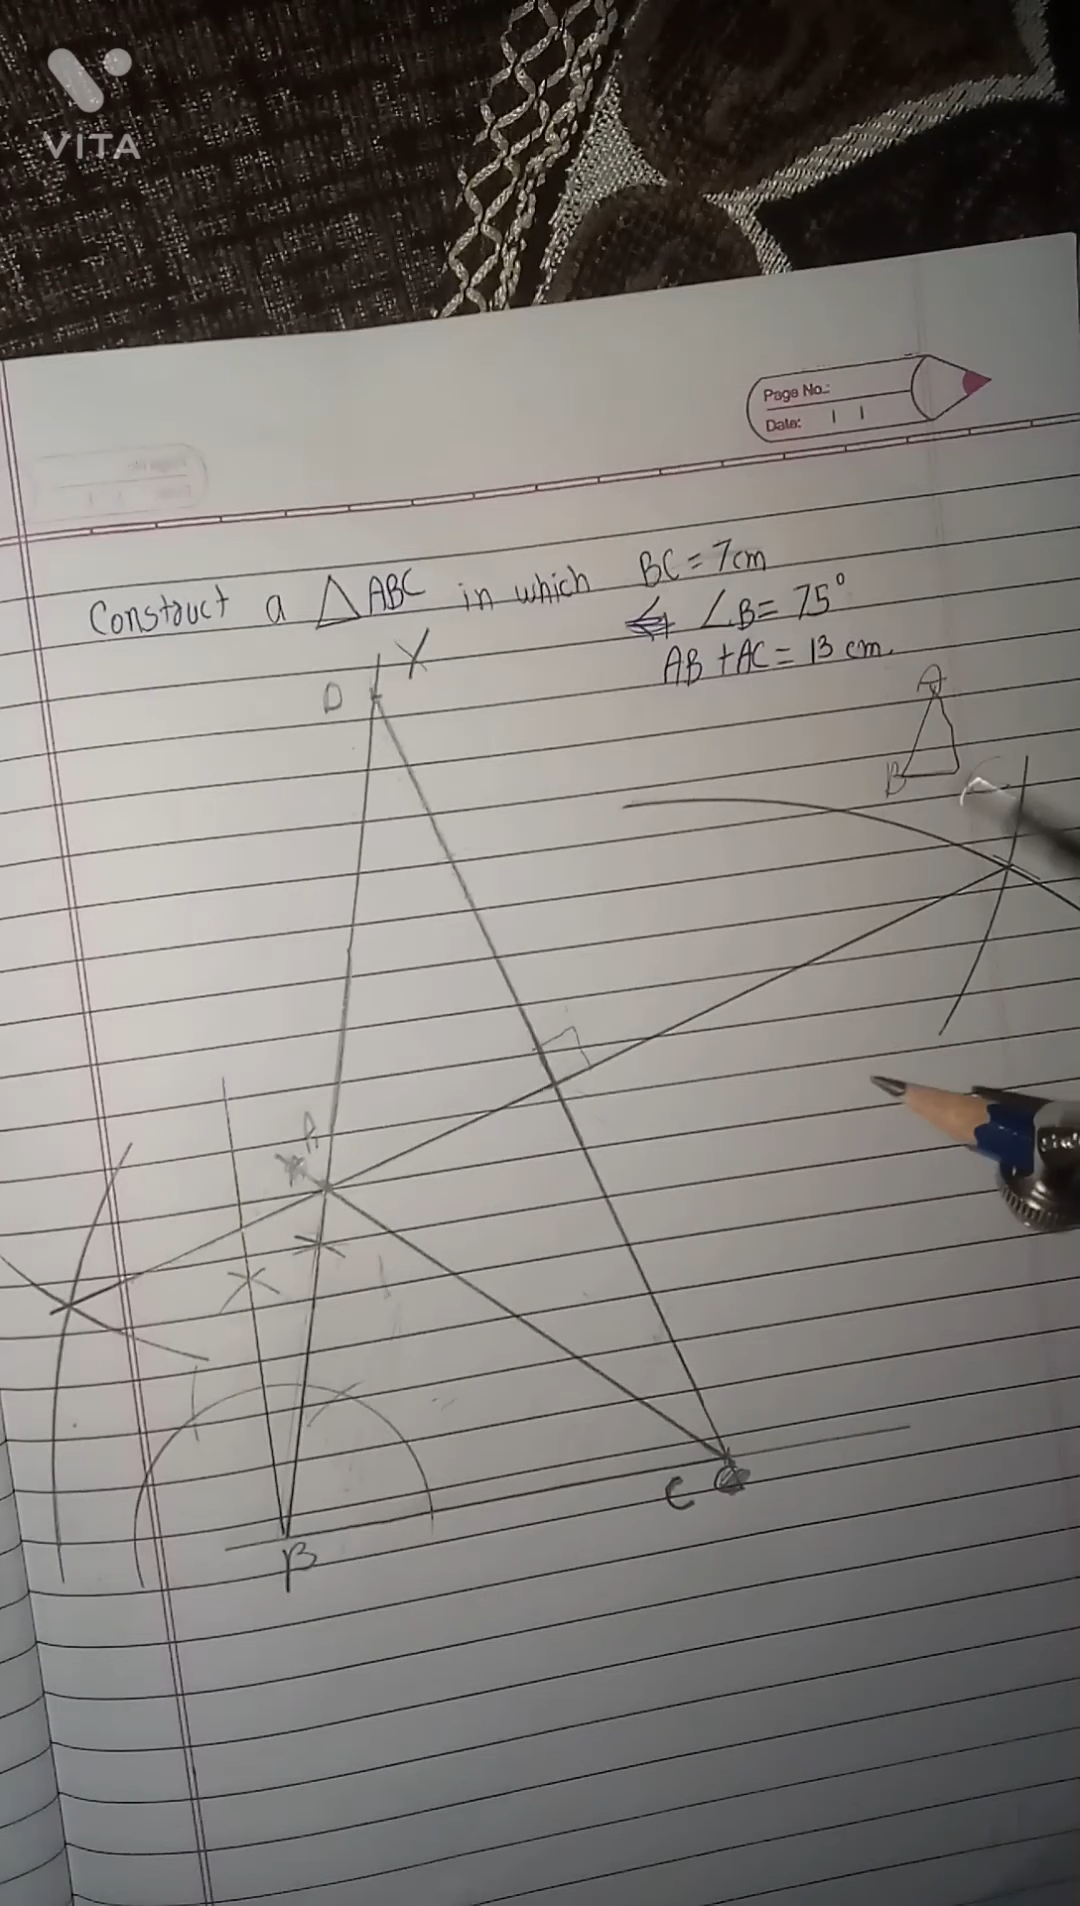 VITA
Page No.:
Date:
Construct a △ABC in which BC = 7cm
∠B = 75°
AB + AC = 13 cm.
D X
A
B
A
B
C